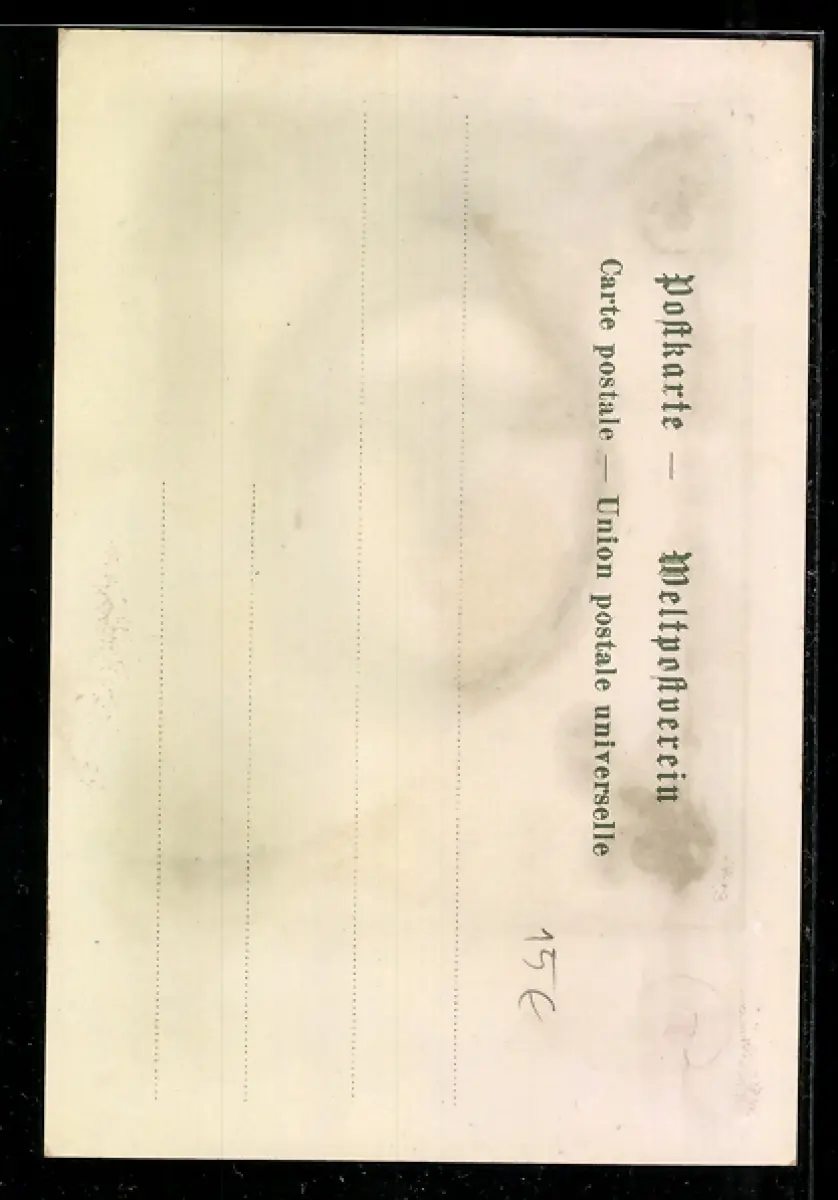 Postkarte — Weltpostverein
Carte postale — Union postale universelle
15 €